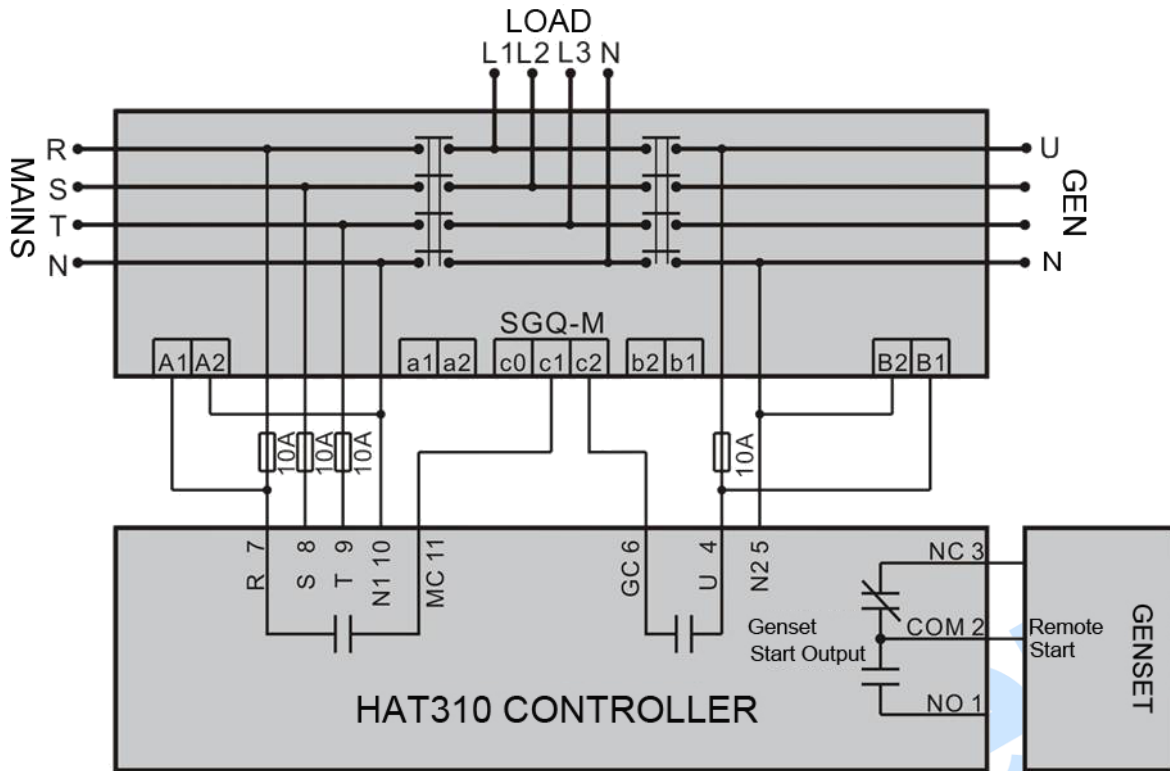 LOAD
L1 L2 L3 N
R
S
T
N
MAINS
U
N
GEN
SGQ-M
A1 A2
a1 a2
c0 c1 c2
b2 b1
B2 B1
10A
10A
10A
10A
R 7
S 8
T 9
N1 10
MC 11
GC 6
U 4
N2 5
NC 3
COM 2
NO 1
Genset
Start Output
Remote
Start
GENSET
HAT310 CONTROLLER